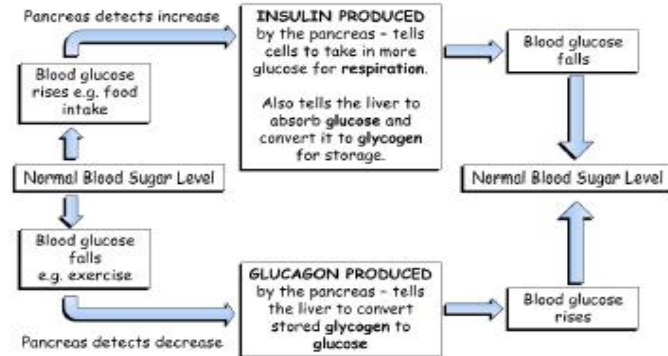 Pancreas detects increase
Blood glucose
rises e.g. food
intake
INSULIN PRODUCED
by the pancreas – tells
cells to take in more
glucose for respiration.
Also tells the liver to
absorb glucose and
convert it to glycogen
for storage.
Blood glucose
falls
Normal Blood Sugar Level
Normal Blood Sugar Level
Blood glucose
falls
e.g. exercise
GLUCAGON PRODUCED
by the pancreas – tells
the liver to convert
stored glycogen to
glucose
Blood glucose
rises
Pancreas detects decrease